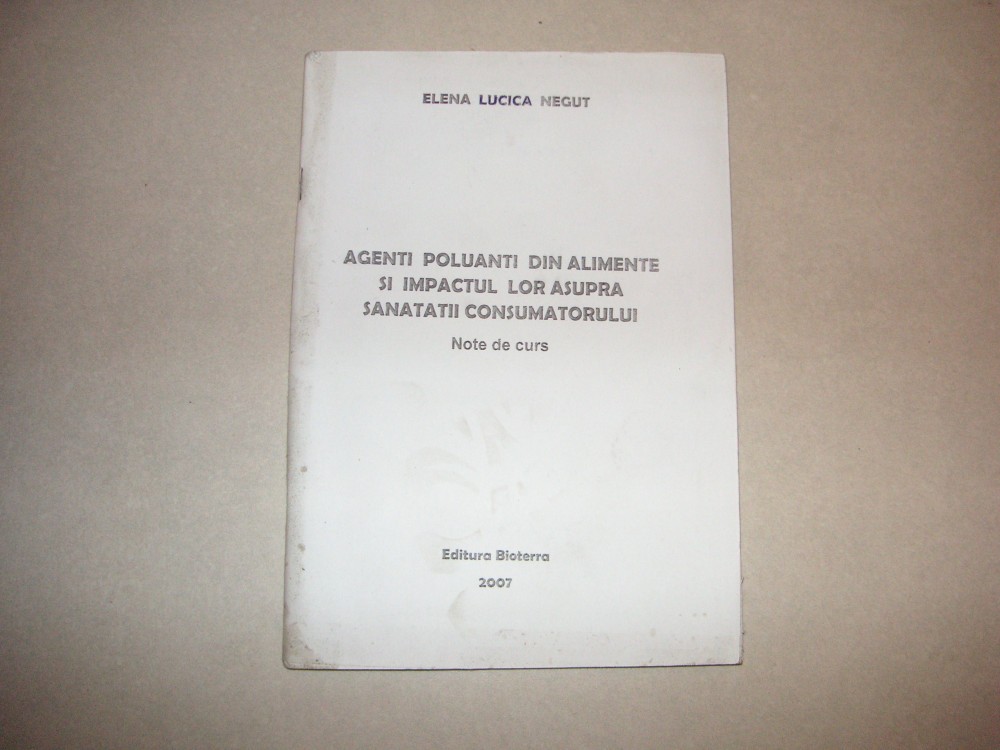 ELENA LUCICA NEGUT
AGENTI POLUANTI DIN ALIMENTE
SI IMPACTUL LOR ASUPRA
SANATATII CONSUMATORULUI
Note de curs
Editura Bioterra
2007